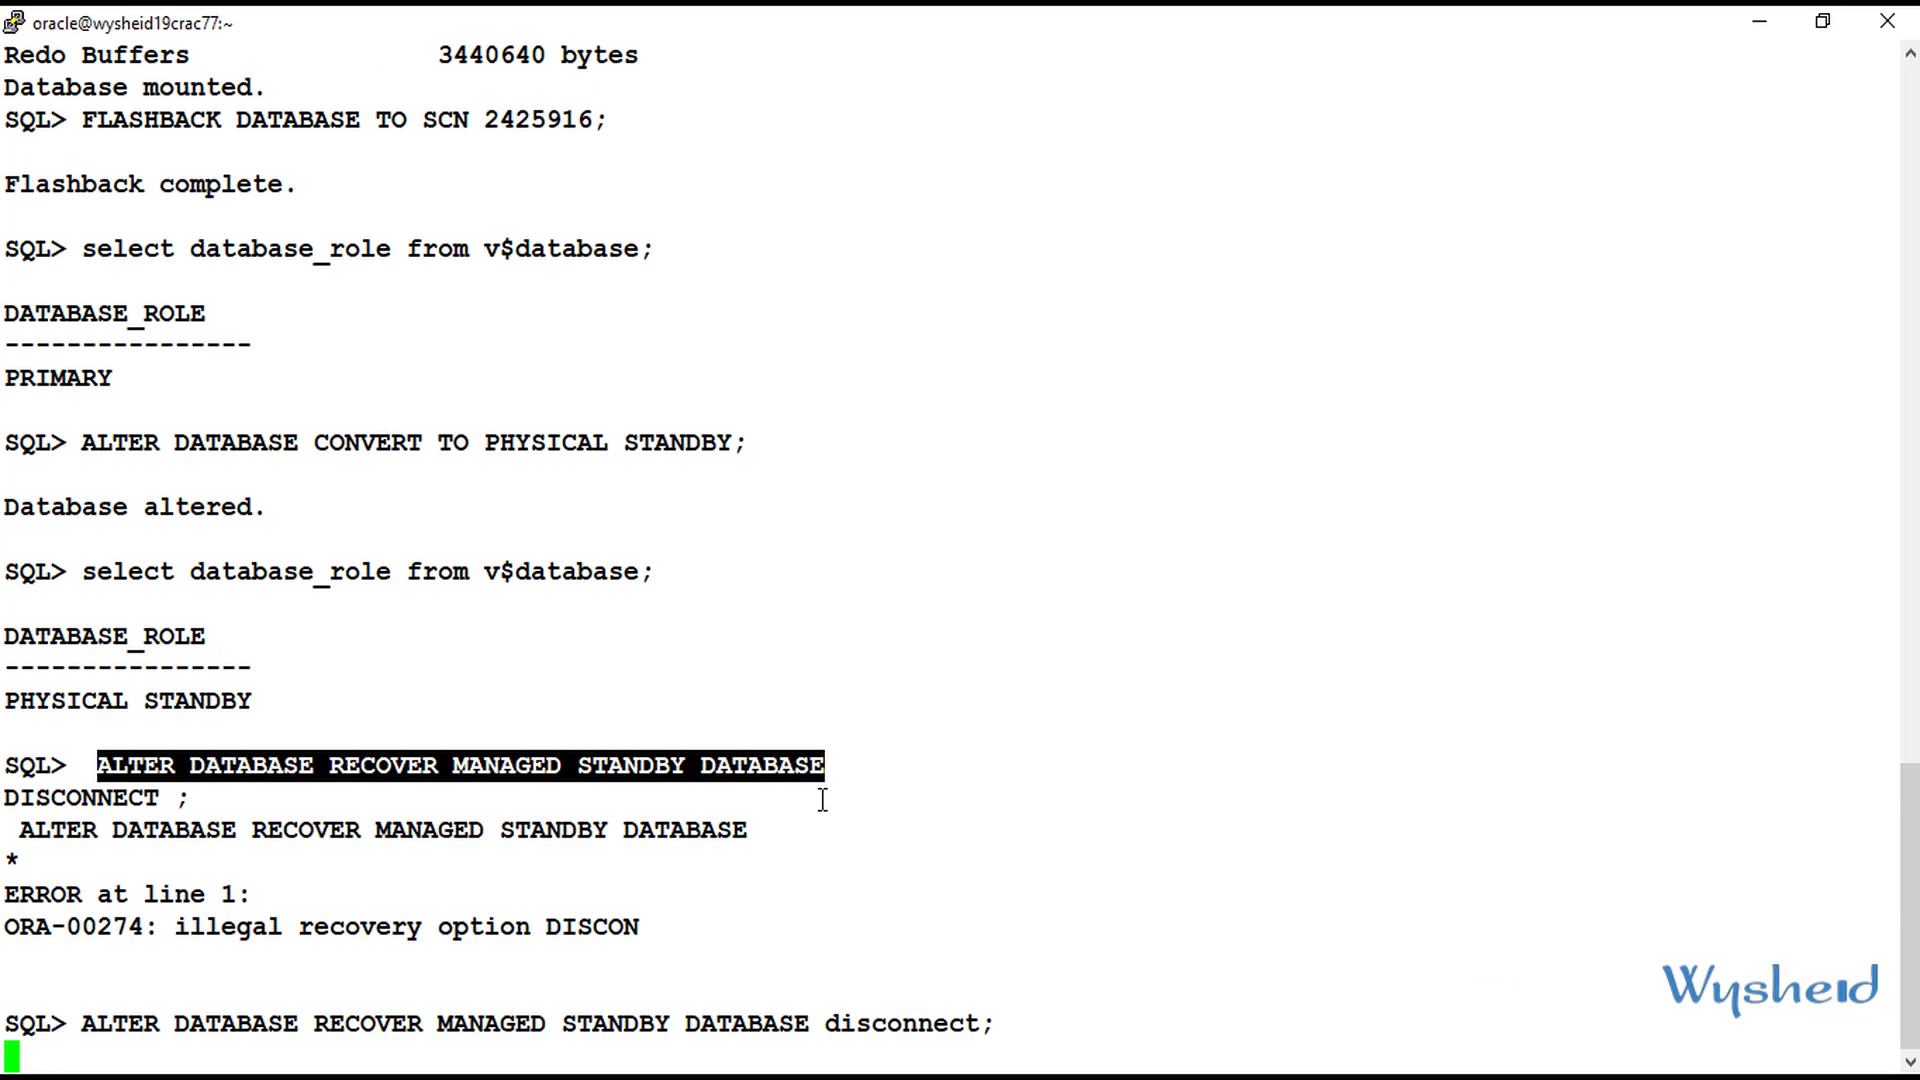 oracle@wysheid19crac77:~
Redo Buffers                3440640 bytes
Database mounted.
SQL> FLASHBACK DATABASE TO SCN 2425916;
Flashback complete.
SQL> select database_role from v$database;
DATABASE_ROLE
----------------
PRIMARY
SQL> ALTER DATABASE CONVERT TO PHYSICAL STANDBY;
Database altered.
SQL> select database_role from v$database;
DATABASE_ROLE
----------------
PHYSICAL STANDBY
SQL>  ALTER DATABASE RECOVER MANAGED STANDBY DATABASE
DISCONNECT ;
 ALTER DATABASE RECOVER MANAGED STANDBY DATABASE
*
ERROR at line 1:
ORA-00274: illegal recovery option DISCON
Wysheid
SQL> ALTER DATABASE RECOVER MANAGED STANDBY DATABASE disconnect;